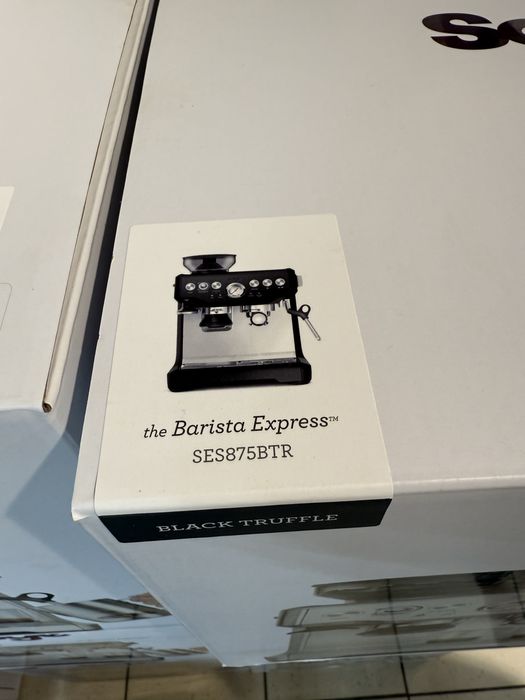 the Barista Express™
SES875BTR
BLACK TRUFFLE